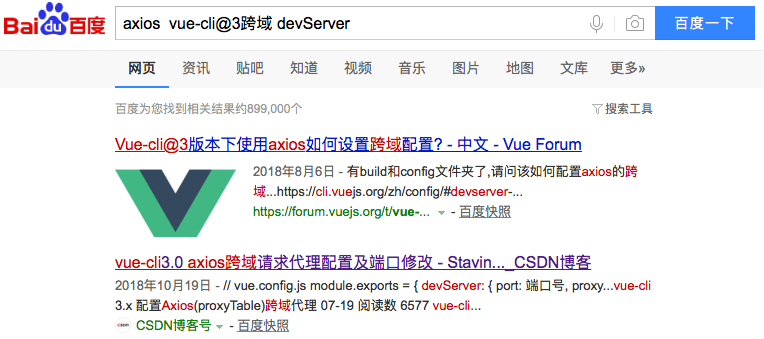 Bai du 百度 axios vue-cli@3跨域 devServer 百度一下
网页 资讯 贴吧 知道 视频 音乐 图片 地图 文库 更多»
百度为您找到相关结果约899,000个 搜索工具
Vue-cli@3版本下使用axios如何设置跨域配置? - 中文 - Vue Forum
2018年8月6日 - 有build和config文件夹了,请问该如何配置axios的跨
域...https://cli.vuejs.org/zh/config/#devserver-...
https://forum.vuejs.org/t/vue-... - 百度快照
vue-cli3.0 axios跨域请求代理配置及端口修改 - Stavin..._CSDN博客
2018年10月19日 - // vue.config.js module.exports = { devServer: { port: 端口号, proxy...vue-cli
3.x 配置Axios(proxyTable)跨域代理 07-19 阅读数 6577 vue-cli...
CSDN CSDN博客号 - 百度快照